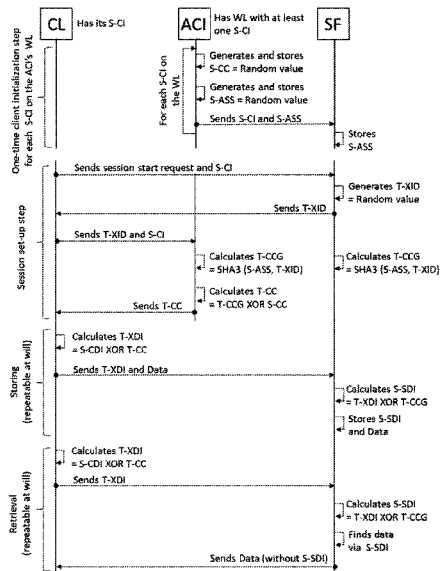 CL
Has its S-CI
ACI
Has WL with at least
one S-CI
SF
One-time client initialization step
for each S-CI on the ACI's WL
For each S-CI on
the WL
Generates and stores
S-CC = Random value
Generates and stores
S-ASS = Random value
Sends S-CI and S-ASS
Stores
S-ASS
Session set-up step
Sends session start request and S-CI
Generates T-XID
= Random value
Sends T-XID
Sends T-XID and S-CI
Calculates T-CCG
= SHA3 (S-ASS, T-XID)
Calculates T-CCG
= SHA3 (S-ASS, T-XID)
Calculates T-CC
= T-CCG XOR S-CC
Sends T-CC
Storing
(repeatable at will)
Calculates T-XDI
= S-CDI XOR T-CC
Sends T-XDI and Data
Calculates S-SDI
= T-XDI XOR T-CCG
Stores S-SDI
and Data
Retrieval
(repeatable at will)
Calculates T-XDI
= S-CDI XOR T-CC
Sends T-XDI
Calculates S-SDI
= T-XDI XOR T-CCG
Finds data
via S-SDI
Sends Data (without S-SDI)